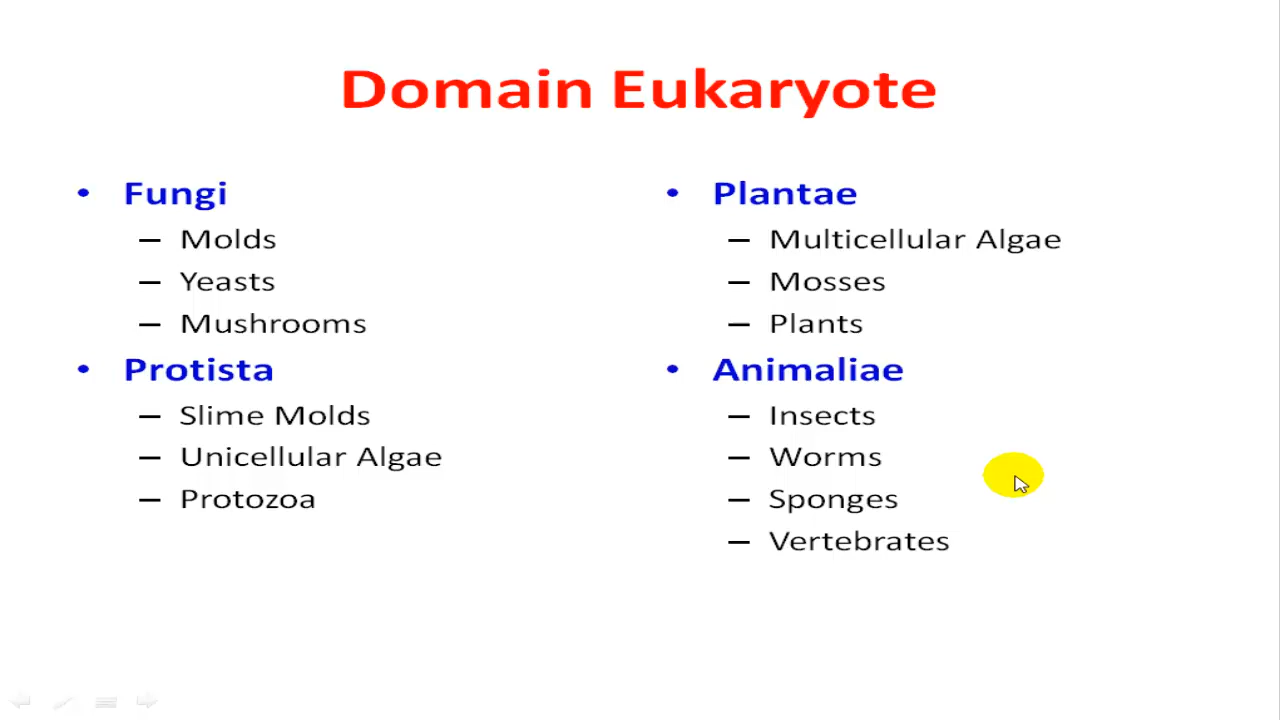 Domain Eukaryote
• Fungi
– Molds
– Yeasts
– Mushrooms
• Protista
– Slime Molds
– Unicellular Algae
– Protozoa
• Plantae
– Multicellular Algae
– Mosses
– Plants
• Animaliae
– Insects
– Worms
– Sponges
– Vertebrates